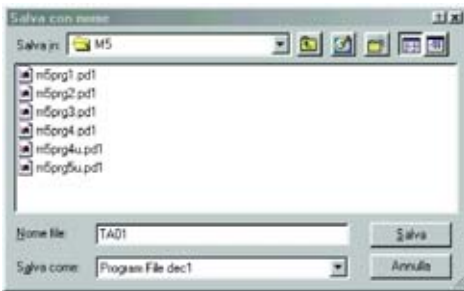 Salva con nome
Salva in: M5
m5prg1.pd1
m5prg2.pd1
m5prg3.pd1
m5prg4.pd1
m5prg4u.pd1
m5prg5u.pd1
Nome file: TA01 Salva
Salva come: Program File dec1 Annulla